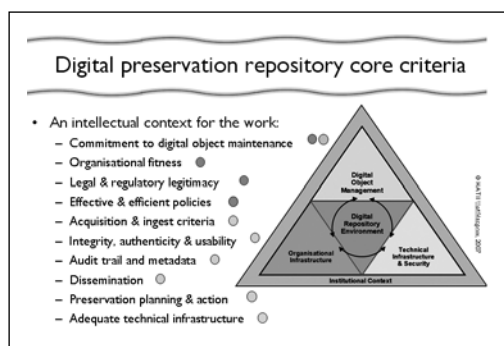 Digital preservation repository core criteria
• An intellectual context for the work:
– Commitment to digital object maintenance
– Organisational fitness
– Legal & regulatory legitimacy
– Effective & efficient policies
– Acquisition & ingest criteria
– Integrity, authenticity & usability
– Audit trail and metadata
– Dissemination
– Preservation planning & action
– Adequate technical infrastructure
Digital
Object
Management
Digital
Repository
Environment
Organisational
Infrastructure
Technical
Infrastructure
& Security
Institutional Context